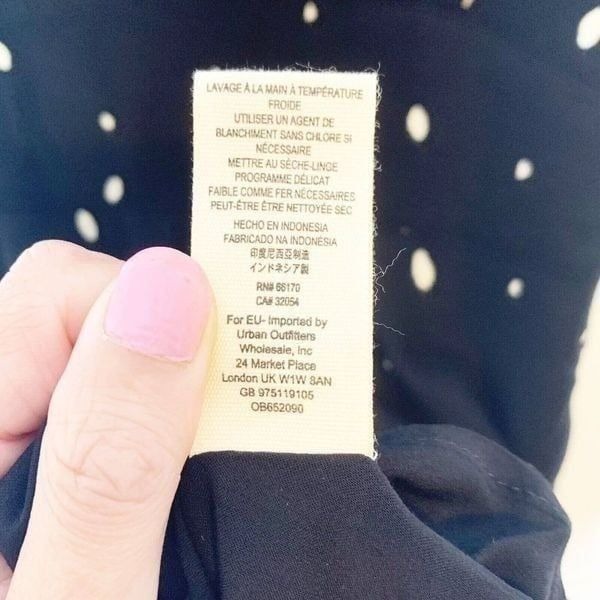 LAVAGE À LA MAIN À TEMPÉRATURE
FROIDE
UTILISER UN AGENT DE
BLANCHIMENT SANS CHLORE SI
NÉCESSAIRE
METTRE AU SÈCHE-LINGE
PROGRAMME DÉLICAT
FAIBLE COMME FER NÉCESSAIRES
PEUT-ÊTRE ÊTRE NETTOYÉE SEC
HECHO EN INDONESIA
FABRICADO NA INDONÉSIA
印度尼西亞制造
インドネシア製
RN# 66170
CA# 32054
For EU- Imported by
Urban Outfitters
Wholesale, Inc
24 Market Place
London UK W1W 8AN
GB 975119105
OB652090